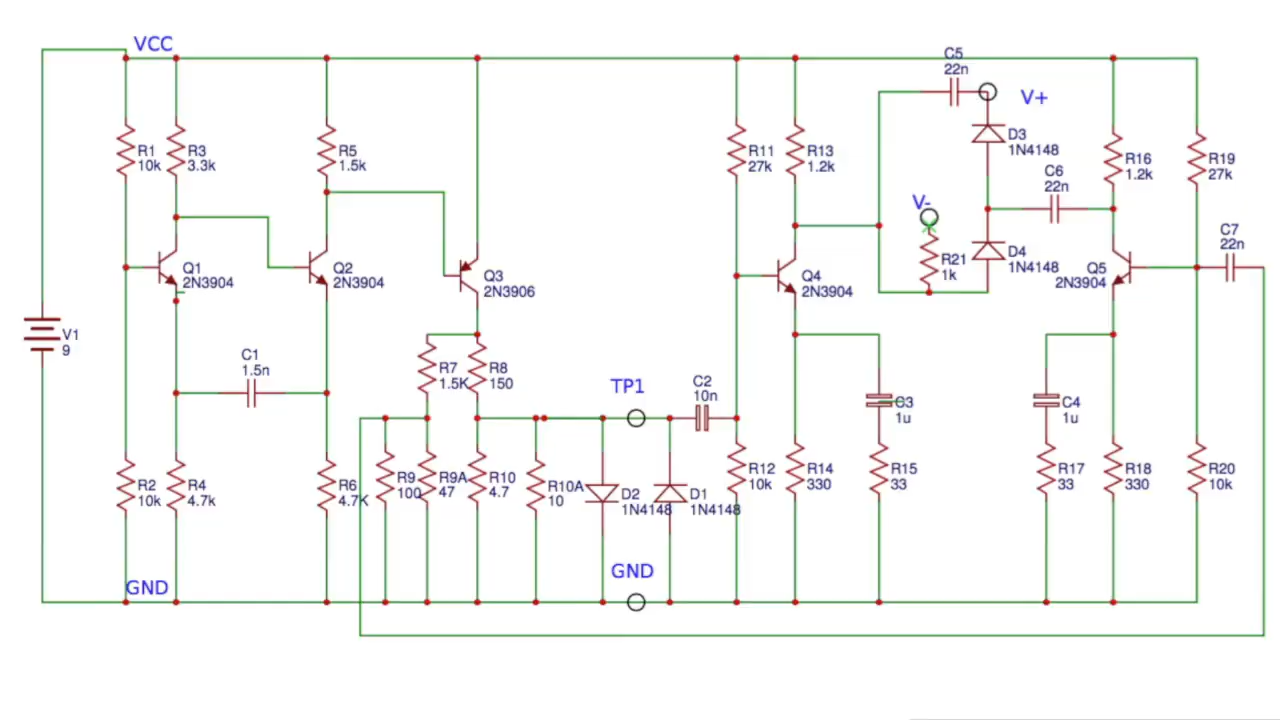 VCC
C5
22n
V+
R1
10k
R3
3.3k
R5
1.5k
R11
27k
R13
1.2k
D3
1N4148
R16
1.2k
R19
27k
C6
22n
V-
C7
22n
Q1
2N3904
Q2
2N3904
Q3
2N3906
Q4
2N3904
R21
1k
D4
1N4148
Q5
2N3904
V1
9
C1
1.5n
R7
1.5K
R8
150
TP1
C2
10n
C3
1u
C4
1u
R2
10k
R4
4.7k
R6
4.7K
R9
100
R9A
47
R10
4.7
R10A
10
D2
1N4148
D1
1N4148
R12
10k
R14
330
R15
33
R17
33
R18
330
R20
10k
GND
GND